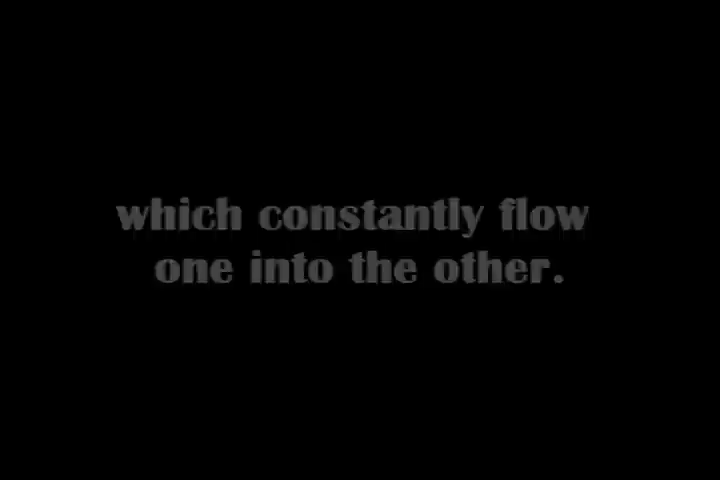 which constantly flow
one into the other.